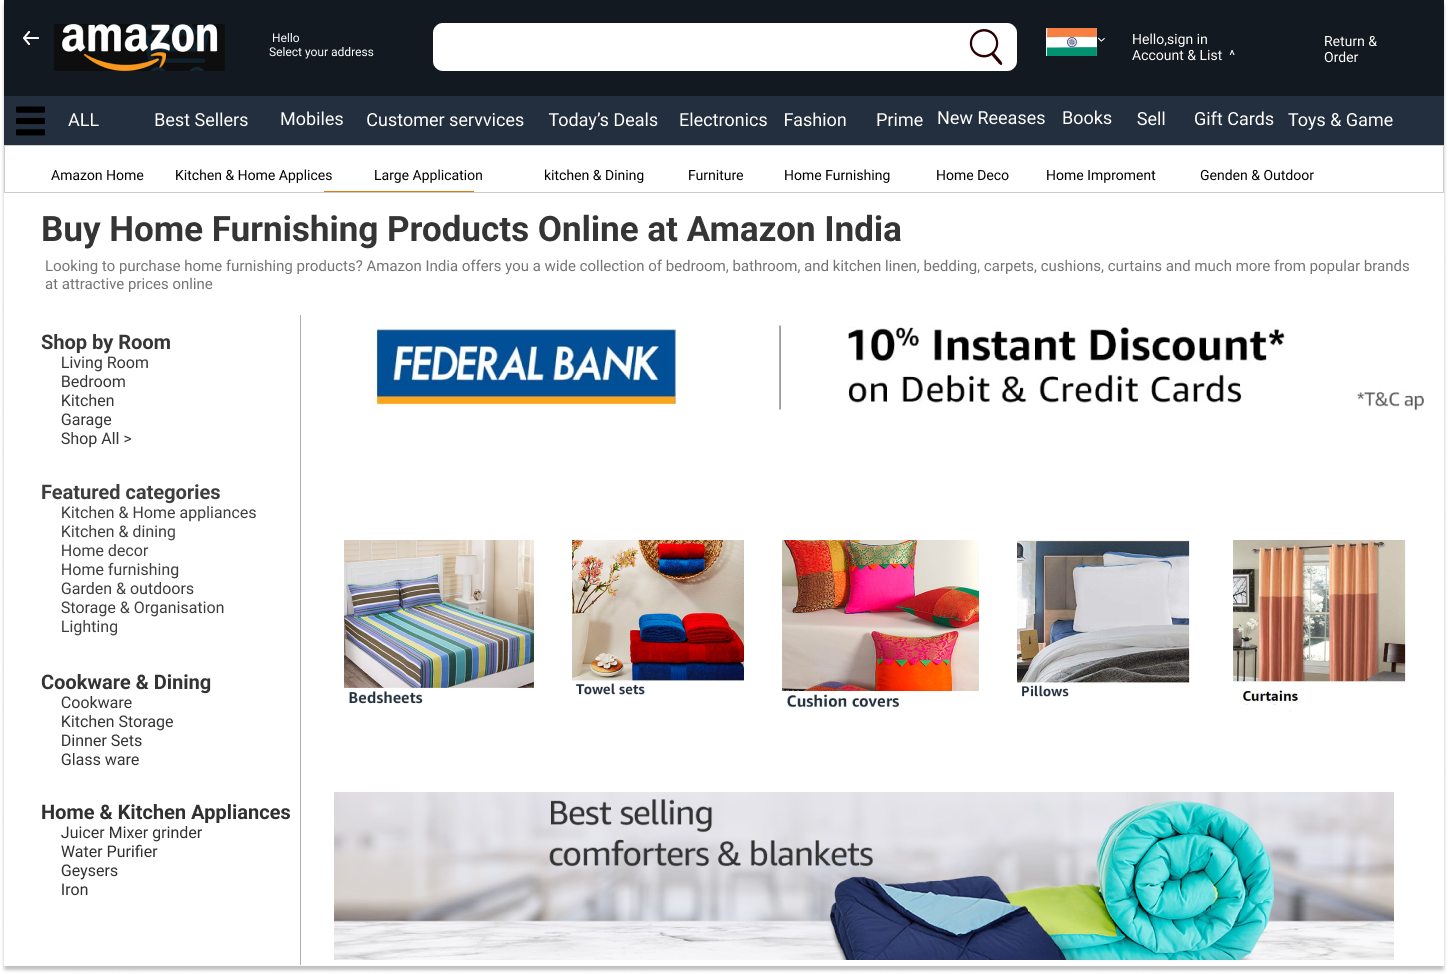 amazon
Hello
Select your address
Hello,sign in
Account & List ^
Return &
Order
ALL Best Sellers Mobiles Customer servvices Today's Deals Electronics Fashion Prime New Reeases Books Sell Gift Cards Toys & Game
Amazon Home Kitchen & Home Applices Large Application kitchen & Dining Furniture Home Furnishing Home Deco Home Improment Genden & Outdoor
Buy Home Furnishing Products Online at Amazon India
Looking to purchase home furnishing products? Amazon India offers you a wide collection of bedroom, bathroom, and kitchen linen, bedding, carpets, cushions, curtains and much more from popular brands
at attractive prices online
Shop by Room
Living Room
Bedroom
Kitchen
Garage
Shop All >
Featured categories
Kitchen & Home appliances
Kitchen & dining
Home decor
Home furnishing
Garden & outdoors
Storage & Organisation
Lighting
Cookware & Dining
Cookware
Kitchen Storage
Dinner Sets
Glass ware
Home & Kitchen Appliances
Juicer Mixer grinder
Water Purifier
Geysers
Iron
FEDERAL BANK
10% Instant Discount*
on Debit & Credit Cards
*T&C ap
Bedsheets
Towel sets
Cushion covers
Pillows
Curtains
Best selling
comforters & blankets